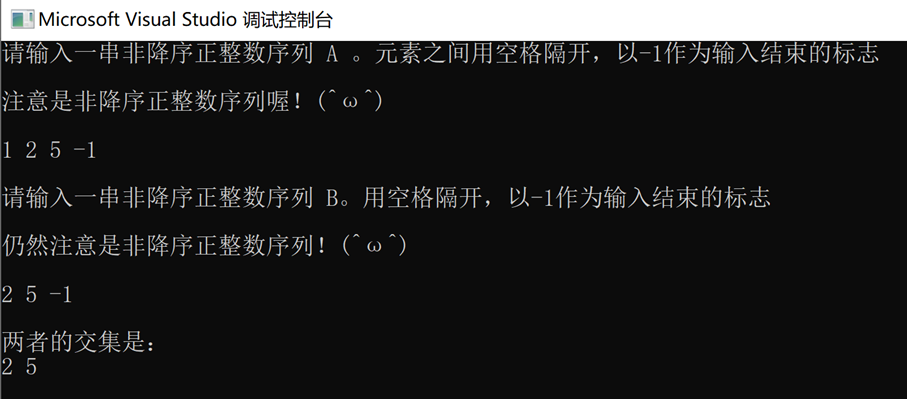 Microsoft Visual Studio 调试控制台
请输入一串非降序正整数序列 A 。元素之间用空格隔开，以-1作为输入结束的标志
注意是非降序正整数序列喔！(^ω^)
1 2 5 -1
请输入一串非降序正整数序列 B。用空格隔开，以-1作为输入结束的标志
仍然注意是非降序正整数序列！(^ω^)
2 5 -1
两者的交集是：
2 5